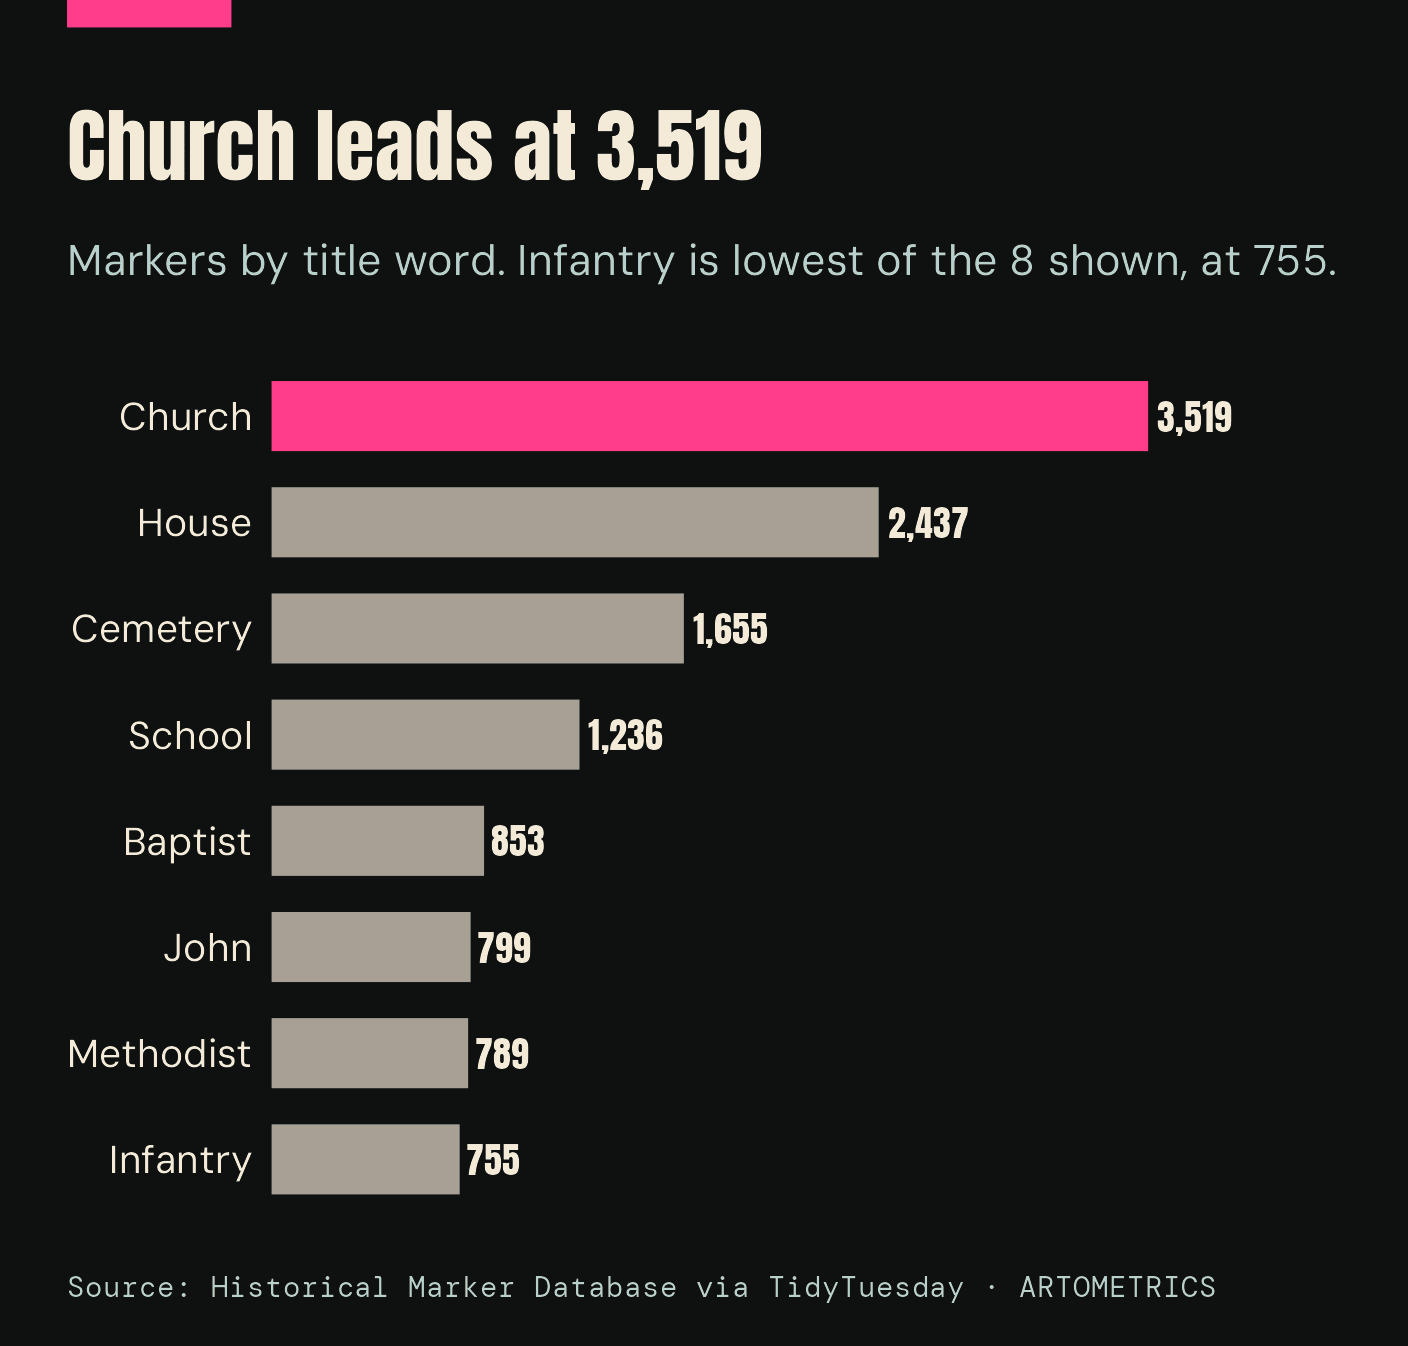 Church leads at 3,519
Markers by title word. Infantry is lowest of the 8 shown, at 755.
Church 3,519
House 2,437
Cemetery 1,655
School 1,236
Baptist 853
John 799
Methodist 789
Infantry 755
Source: Historical Marker Database via TidyTuesday · ARTOMETRICS